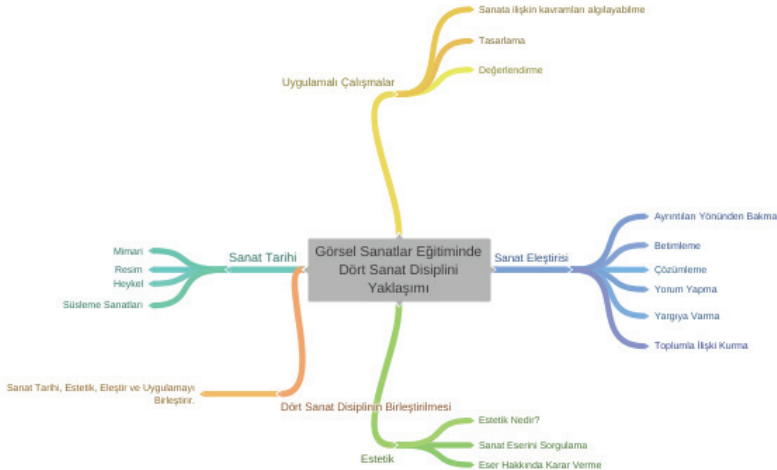 Sanata ilişkin kavramları algılayabilme
Tasarlama
Değerlendirme
Uygulamalı Çalışmalar
Görsel Sanatlar Eğitiminde
Dört Sanat Disiplini
Yaklaşımı
Sanat Eleştirisi
Ayrıntıları Yönünden Bakma
Betimleme
Çözümleme
Yorum Yapma
Yargıya Varma
Toplumla İlişki Kurma
Sanat Tarihi
Mimari
Resim
Heykel
Süsleme Sanatları
Dört Sanat Disiplinin Birleştirilmesi
Sanat Tarihi, Estetik, Eleştir ve Uygulamayı
Birleştirir.
Estetik
Estetik Nedir?
Sanat Eserini Sorgulama
Eser Hakkında Karar Verme